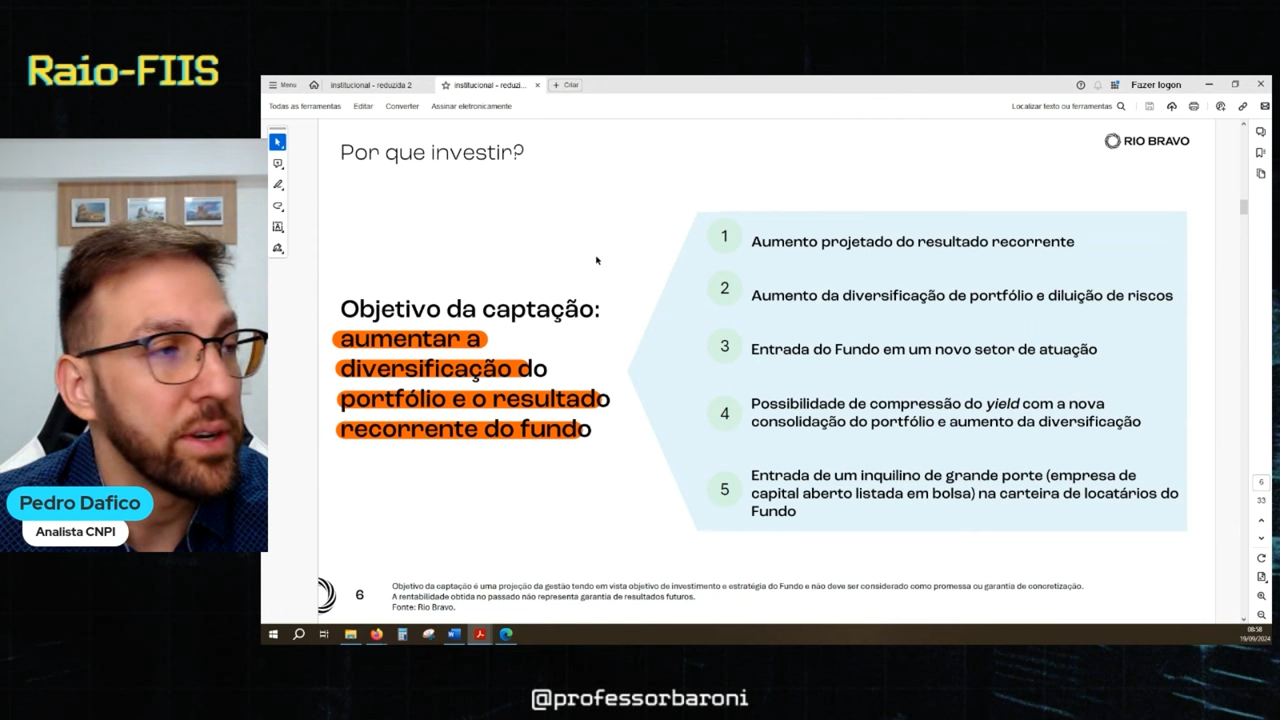 Raio-FIIS
Menu
institucional - reduzida 2
institucional - reduzi...
Criar
Fazer logon
Todas as ferramentas
Editar
Converter
Assinar eletronicamente
Localizar texto ou ferramentas
Por que investir?
RIO BRAVO
Objetivo da captação:
aumentar a
diversificação do
portfólio e o resultado
recorrente do fundo
1
Aumento projetado do resultado recorrente
2
Aumento da diversificação de portfólio e diluição de riscos
3
Entrada do Fundo em um novo setor de atuação
4
Possibilidade de compressão do yield com a nova
consolidação do portfólio e aumento da diversificação
5
Entrada de um inquilino de grande porte (empresa de
capital aberto listada em bolsa) na carteira de locatários do
Fundo
6
Objetivo da captação é uma projeção da gestão tendo em vista objetivo de investimento e estratégia do Fundo e não deve ser considerado como promessa ou garantia de concretização.
A rentabilidade obtida no passado não representa garantia de resultados futuros.
Fonte: Rio Bravo.
6
33
08:58
19/09/2024
Pedro Dafico
Analista CNPI
@professorbaroni